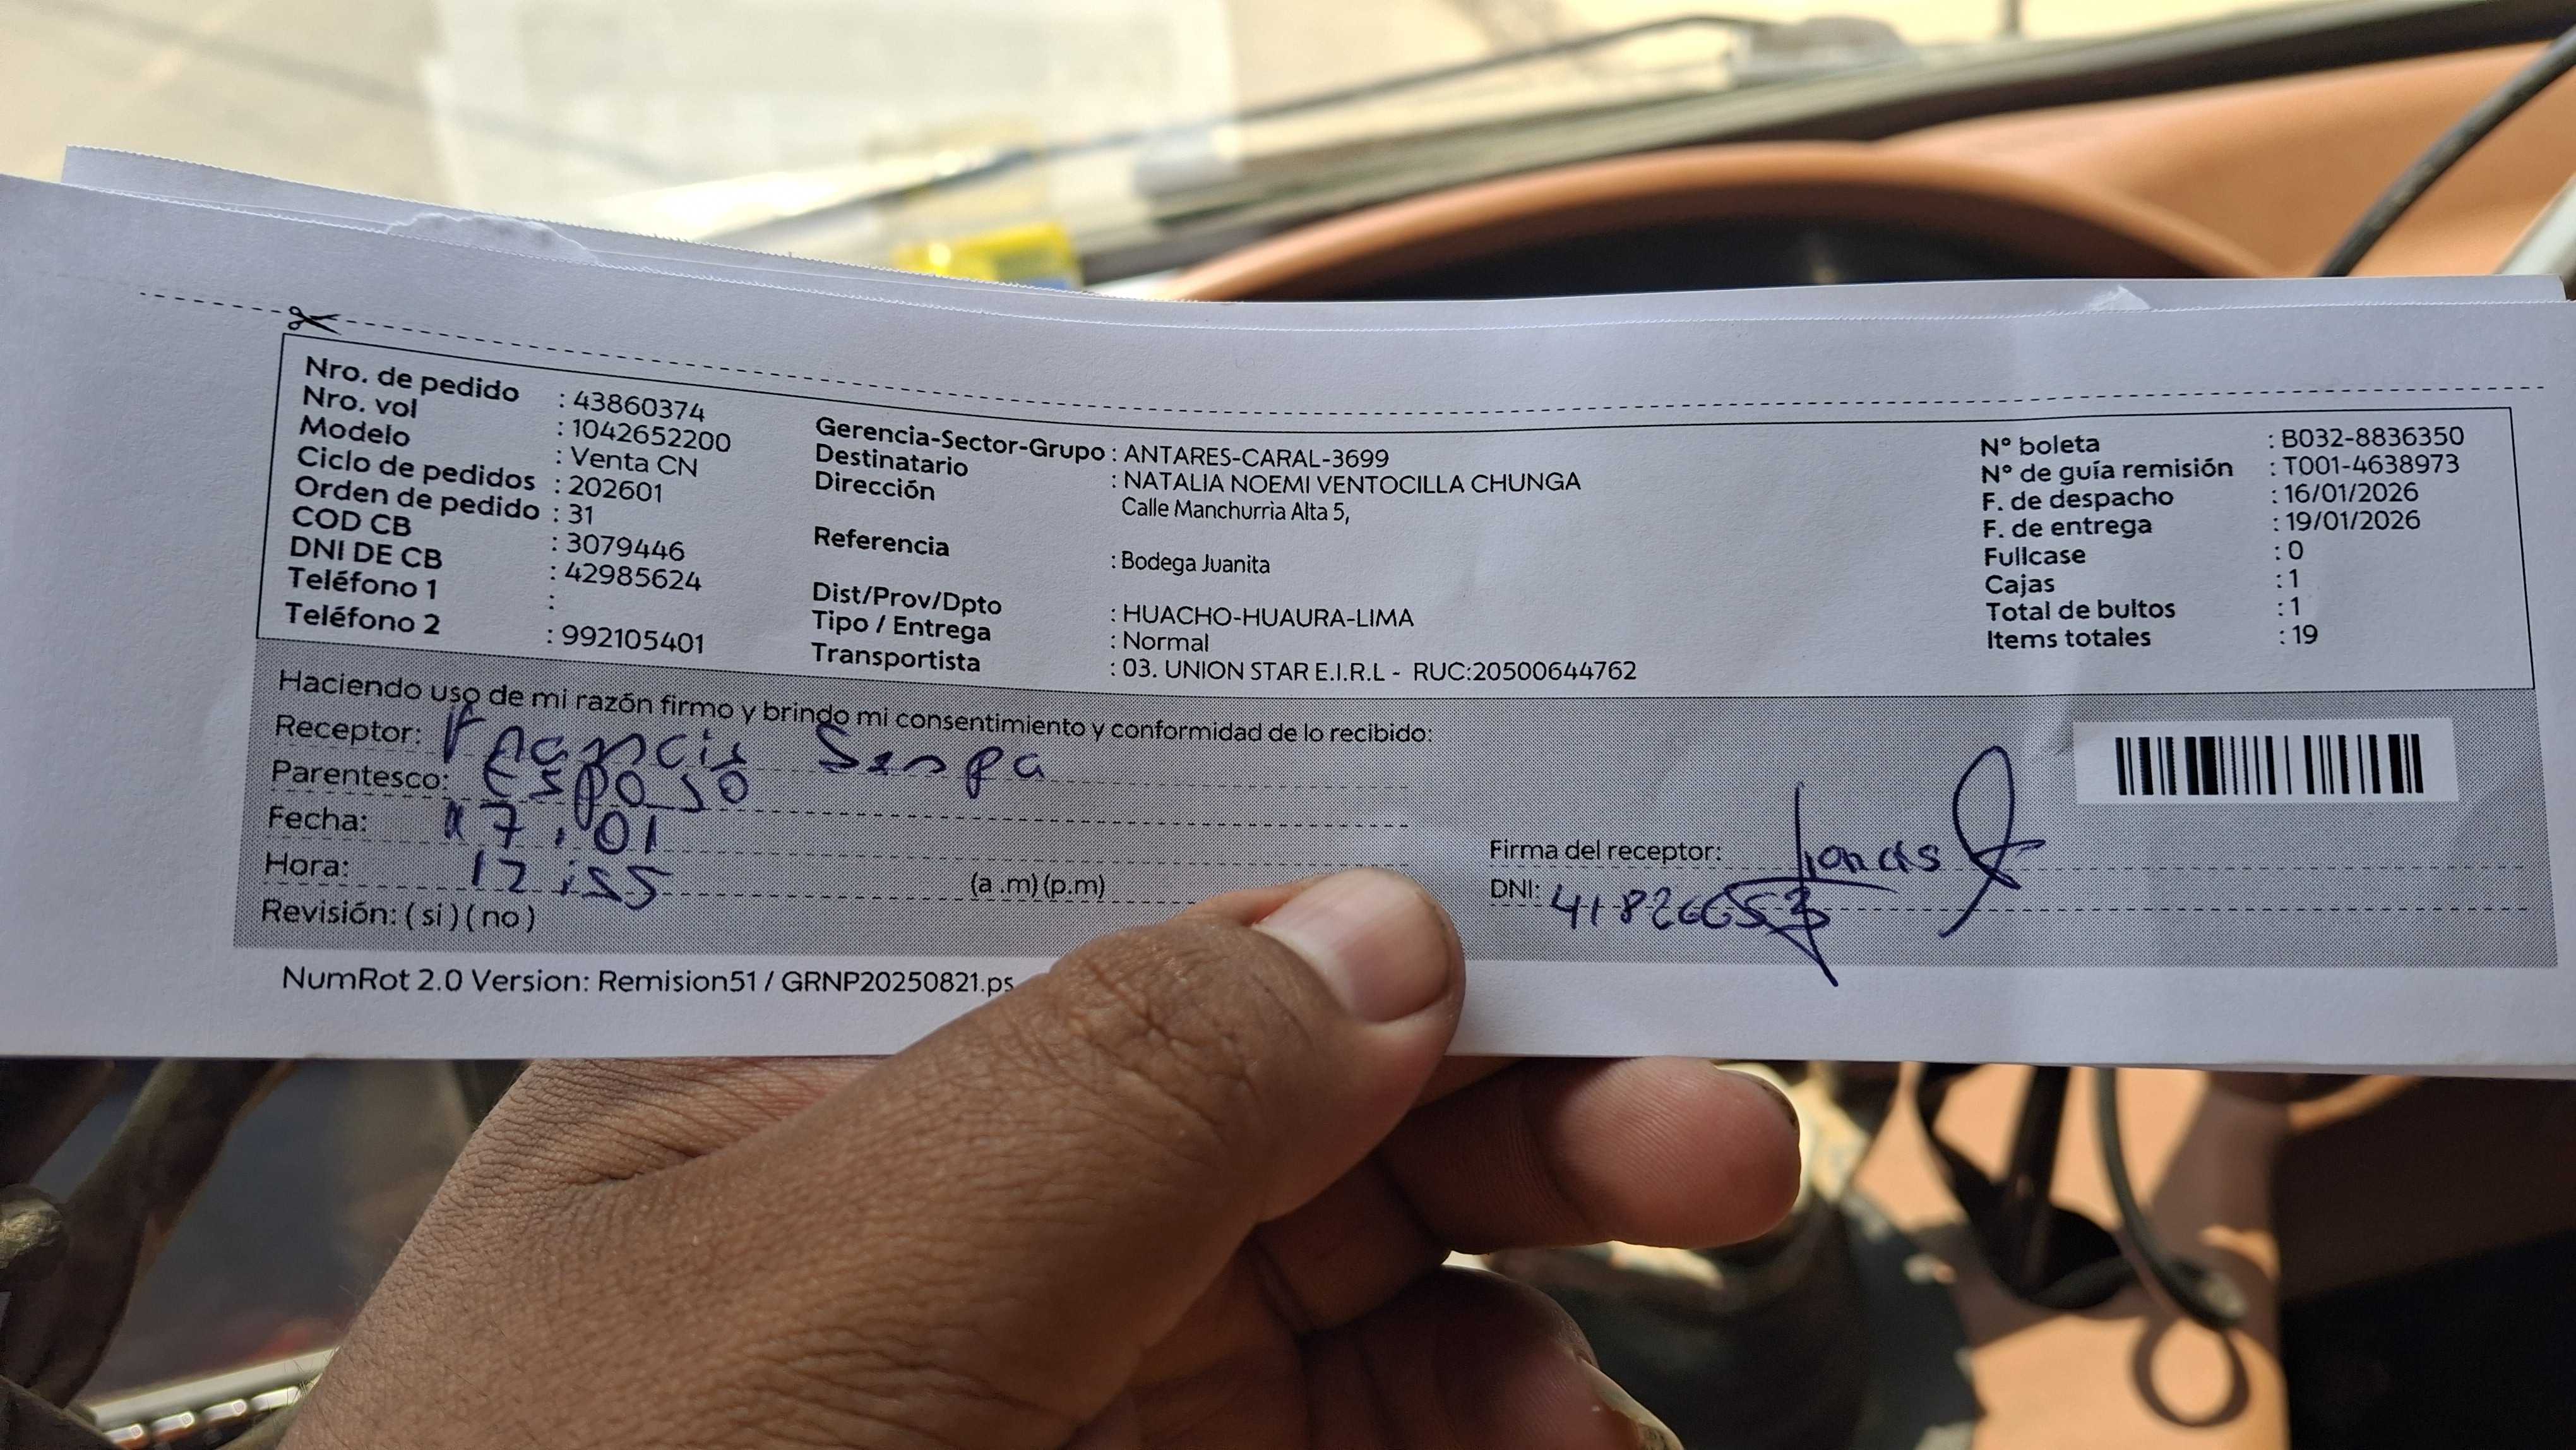 Nro. de pedido : 43860374
Nro. vol : 1042652200
Modelo : Venta CN
Ciclo de pedidos : 202601
Orden de pedido : 31
COD CB : 3079446
DNI DE CB : 42985624
Teléfono 1 :
Teléfono 2 : 992105401
Gerencia-Sector-Grupo : ANTARES-CARAL-3699
Destinatario : NATALIA NOEMI VENTOCILLA CHUNGA
Dirección Calle Manchurria Alta 5,
Referencia : Bodega Juanita
Dist/Prov/Dpto : HUACHO-HUAURA-LIMA
Tipo / Entrega : Normal
Transportista : 03. UNION STAR E.I.R.L - RUC:20500644762
N° boleta : B032-8836350
N° de guía remisión : T001-4638973
F. de despacho : 16/01/2026
F. de entrega : 19/01/2026
Fullcase : 0
Cajas : 1
Total de bultos : 1
Items totales : 19
Haciendo uso de mi razón firmo y brindo mi consentimiento y conformidad de lo recibido:
Receptor:
Parentesco: Esposo
Fecha: 17.01
Hora: 12:55 (a .m) (p.m)
Revisión: ( si ) ( no )
Firma del receptor:
DNI:
NumRot 2.0 Version: Remision51 / GRNP20250821.ps